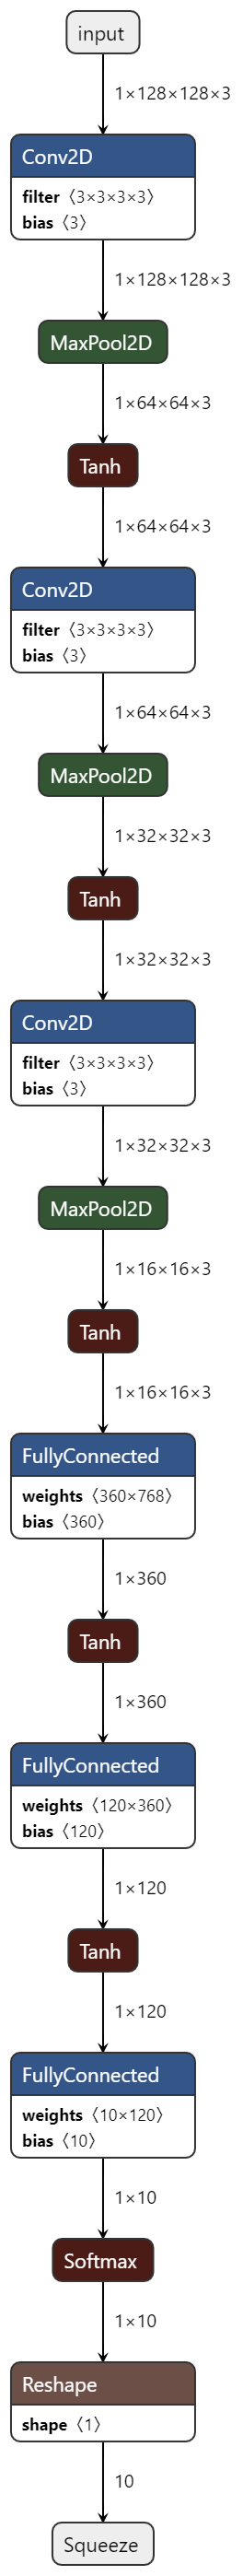 input
1×128×128×3
Conv2D
filter〈3×3×3×3〉
bias〈3〉
1×128×128×3
MaxPool2D
1×64×64×3
Tanh
1×64×64×3
Conv2D
filter〈3×3×3×3〉
bias〈3〉
1×64×64×3
MaxPool2D
1×32×32×3
Tanh
1×32×32×3
Conv2D
filter〈3×3×3×3〉
bias〈3〉
1×32×32×3
MaxPool2D
1×16×16×3
Tanh
1×16×16×3
FullyConnected
weights〈360×768〉
bias〈360〉
1×360
Tanh
1×360
FullyConnected
weights〈120×360〉
bias〈120〉
1×120
Tanh
1×120
FullyConnected
weights〈10×120〉
bias〈10〉
1×10
Softmax
1×10
Reshape
shape〈1〉
10
Squeeze